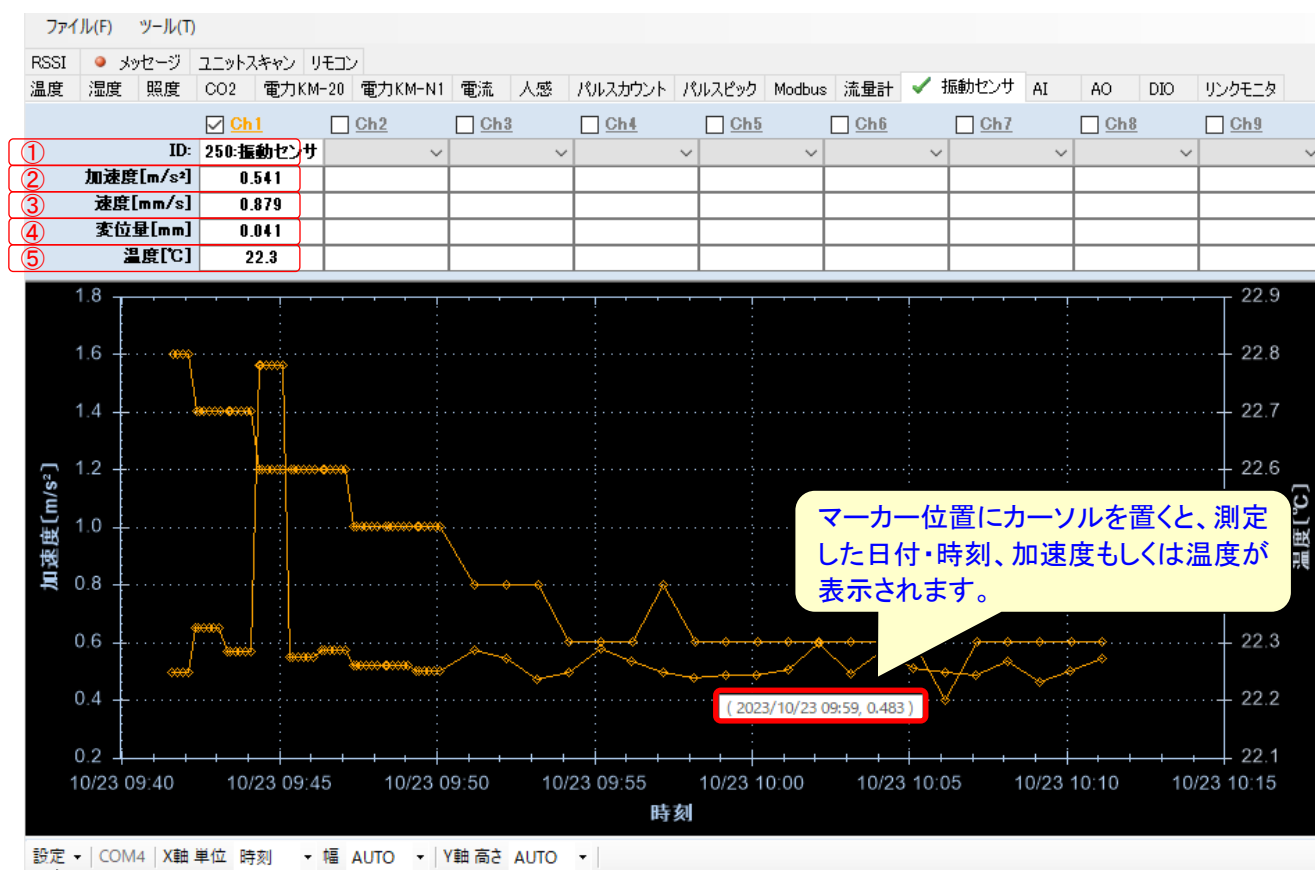 ファイル(F) ツール(T)
RSSI メッセージ ユニットスキャン リモコン
温度 湿度 照度 CO2 電力KM-20 電力KM-N1 電流 人感 パルスカウント パルスピック Modbus 流量計 振動センサ AI AO DIO リンクモニタ
Ch1 Ch2 Ch3 Ch4 Ch5 Ch6 Ch7 Ch8 Ch9
① ID: 250:振動センサ
② 加速度[m/s²] 0.541
③ 速度[mm/s] 0.879
④ 変位量[mm] 0.041
⑤ 温度[℃] 22.3
1.8 22.9
1.6 22.8
1.4 22.7
1.2 22.6
1.0
0.8
0.6 22.3
0.4 22.2
0.2 22.1
加速度[m/s²]
温度[℃]
マーカー位置にカーソルを置くと、測定
した日付・時刻、加速度もしくは温度が
表示されます。
( 2023/10/23 09:59, 0.483 )
10/23 09:40 10/23 09:45 10/23 09:50 10/23 09:55 10/23 10:00 10/23 10:05 10/23 10:10 10/23 10:15
時刻
設定 COM4 X軸 単位 時刻 幅 AUTO Y軸 高さ AUTO